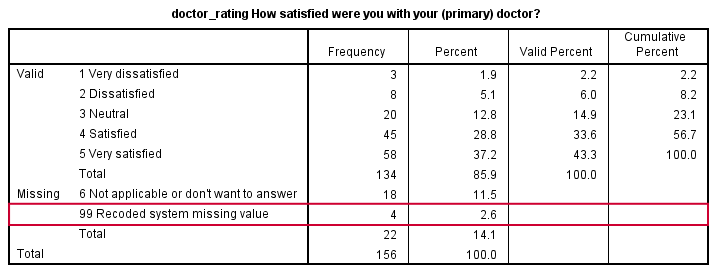 doctor_rating How satisfied were you with your (primary) doctor?
Frequency Percent Valid Percent Cumulative Percent
Valid 1 Very dissatisfied 3 1.9 2.2 2.2
2 Dissatisfied 8 5.1 6.0 8.2
3 Neutral 20 12.8 14.9 23.1
4 Satisfied 45 28.8 33.6 56.7
5 Very satisfied 58 37.2 43.3 100.0
Total 134 85.9 100.0
Missing 6 Not applicable or don't want to answer 18 11.5
99 Recoded system missing value 4 2.6
Total 22 14.1
Total 156 100.0